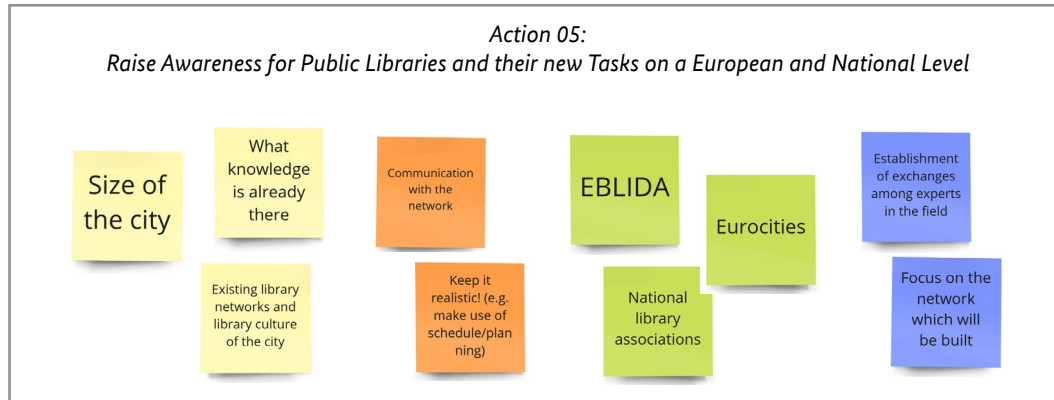 Action 05:
Raise Awareness for Public Libraries and their new Tasks on a European and National Level
Size of
the city
What
knowledge
is already
there
Existing library
networks and
library culture
of the city
Communication
with the
network
Keep it
realistic! (e.g.
make use of
schedule/plan
ning)
EBLIDA
Eurocities
National
library
associations
Establishment
of exchanges
among experts
in the field
Focus on the
network
which will
be built